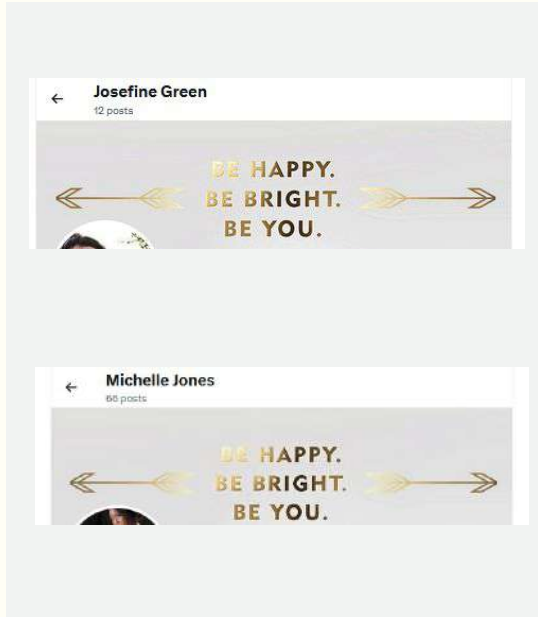 Josefine Green
12 posts
BE HAPPY.
BE BRIGHT.
BE YOU.
Michelle Jones
68 posts
BE HAPPY.
BE BRIGHT.
BE YOU.